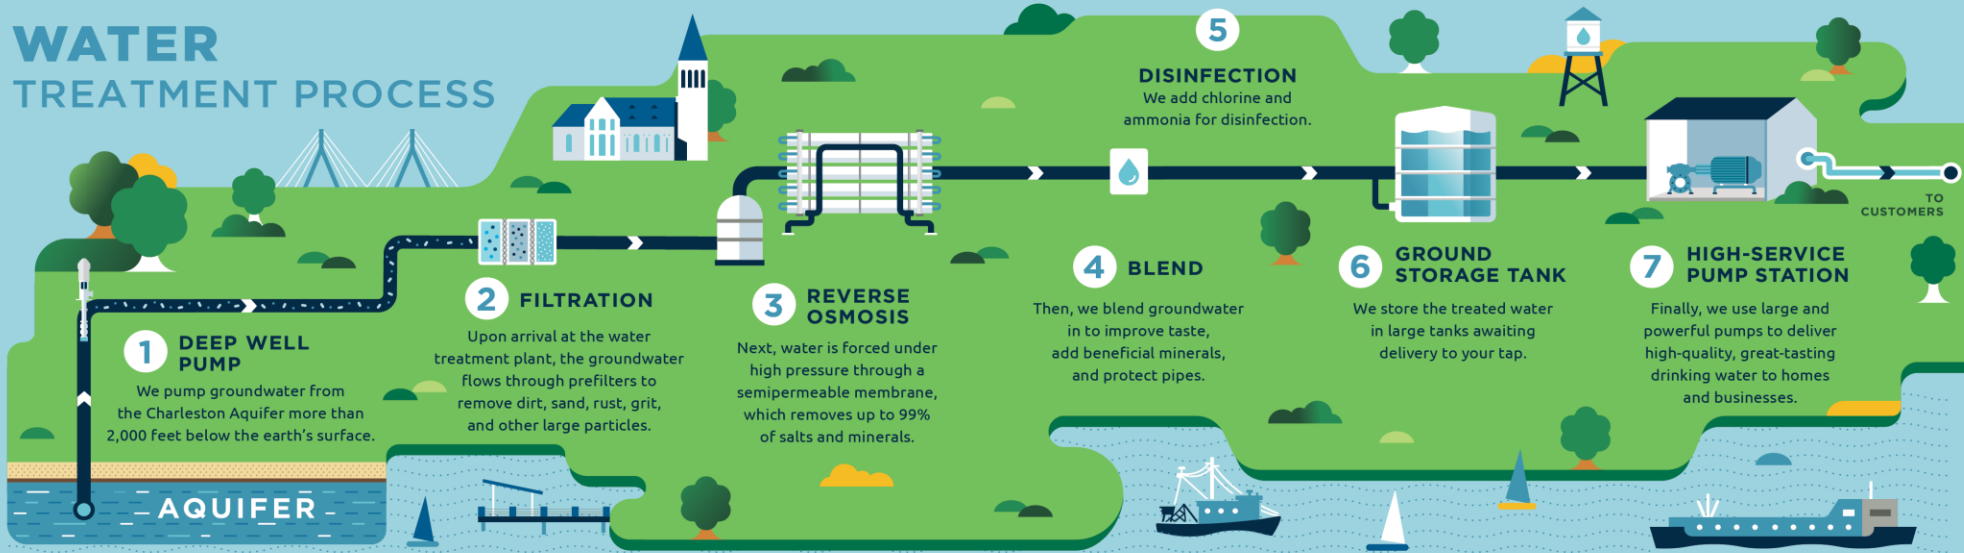 WATER
TREATMENT PROCESS
1
DEEP WELL
PUMP
We pump groundwater from
the Charleston Aquifer more than
2,000 feet below the earth's surface.
AQUIFER
2
FILTRATION
Upon arrival at the water
treatment plant, the groundwater
flows through prefilters to
remove dirt, sand, rust, grit,
and other large particles.
3
REVERSE
OSMOSIS
Next, water is forced under
high pressure through a
semipermeable membrane,
which removes up to 99%
of salts and minerals.
4
BLEND
Then, we blend groundwater
in to improve taste,
add beneficial minerals,
and protect pipes.
5
DISINFECTION
We add chlorine and
ammonia for disinfection.
6
GROUND
STORAGE TANK
We store the treated water
in large tanks awaiting
delivery to your tap.
7
HIGH-SERVICE
PUMP STATION
Finally, we use large and
powerful pumps to deliver
high-quality, great-tasting
drinking water to homes
and businesses.
TO
CUSTOMERS